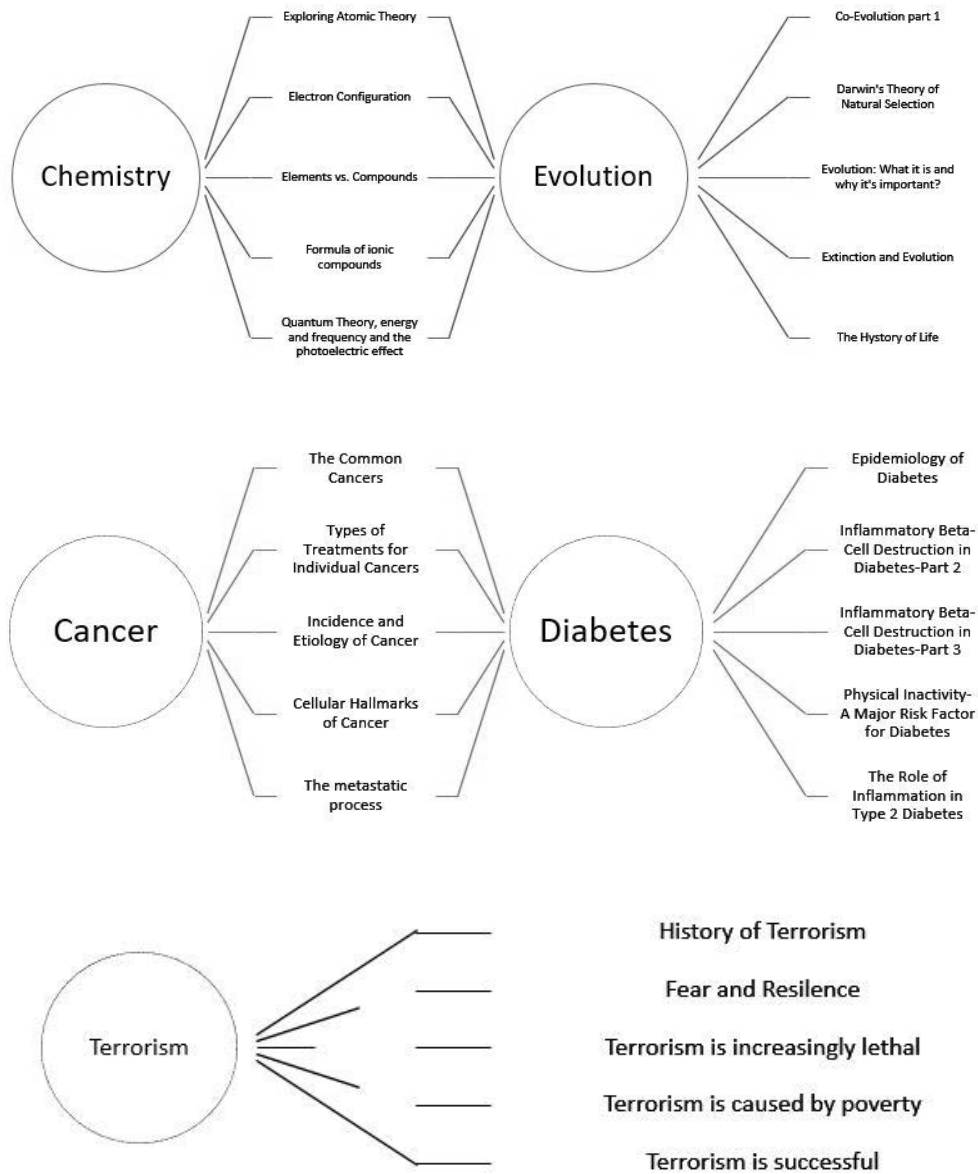 Chemistry
Exploring Atomic Theory
Electron Configuration
Elements vs. Compounds
Formula of ionic
compounds
Quantum Theory, energy
and frequency and the
photoelectric effect
Evolution
Co-Evolution part 1
Darwin's Theory of
Natural Selection
Evolution: What it is and
why it's important?
Extinction and Evolution
The Hystory of Life
Cancer
The Common
Cancers
Types of
Treatments for
Individual Cancers
Incidence and
Etiology of Cancer
Cellular Hallmarks
of Cancer
The metastatic
process
Diabetes
Epidemiology of
Diabetes
Inflammatory Beta-
Cell Destruction in
Diabetes-Part 2
Inflammatory Beta-
Cell Destruction in
Diabetes-Part 3
Physical Inactivity-
A Major Risk Factor
for Diabetes
The Role of
Inflammation in
Type 2 Diabetes
Terrorism
History of Terrorism
Fear and Resilence
Terrorism is increasingly lethal
Terrorism is caused by poverty
Terrorism is successful